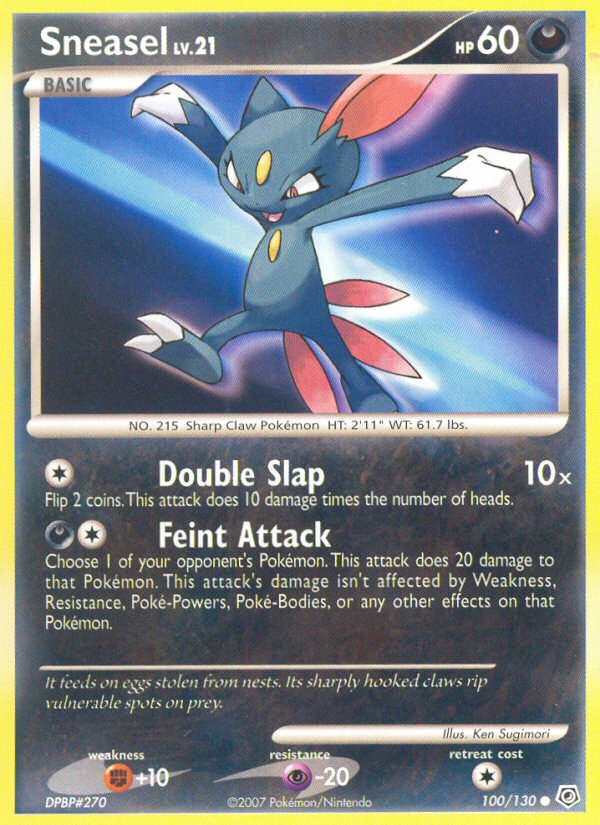 Sneasel LV.21
HP 60
BASIC
NO. 215 Sharp Claw Pokémon HT: 2'11" WT: 61.7 lbs.
Double Slap 10x
Flip 2 coins. This attack does 10 damage times the number of heads.
Feint Attack
Choose 1 of your opponent's Pokémon. This attack does 20 damage to
that Pokémon. This attack's damage isn't affected by Weakness,
Resistance, Poké-Powers, Poké-Bodies, or any other effects on that
Pokémon.
It feeds on eggs stolen from nests. Its sharply hooked claws rip
vulnerable spots on prey.
Illus. Ken Sugimori
weakness resistance retreat cost
+10 -20
DPBP#270 ©2007 Pokémon/Nintendo 100/130